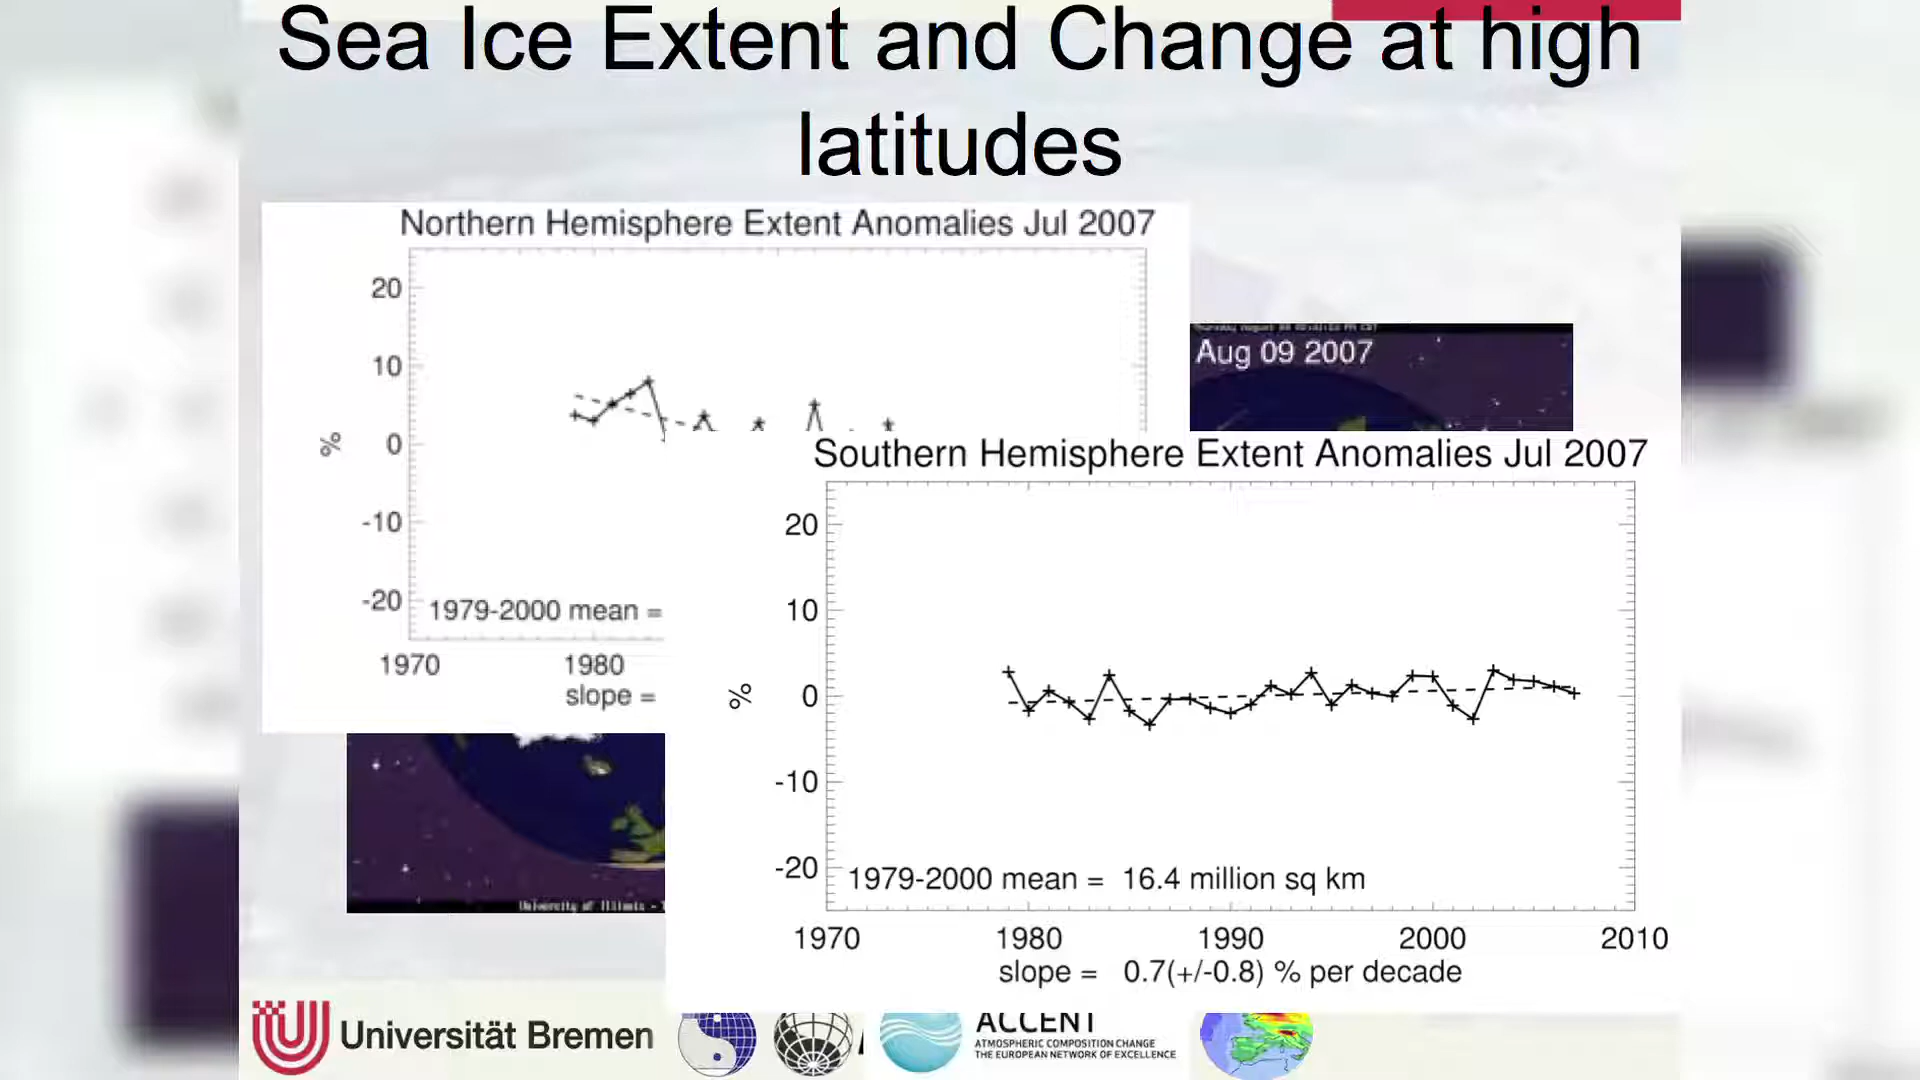 Sea Ice Extent and Change at high
latitudes
Northern Hemisphere Extent Anomalies Jul 2007
20
10
0
-10
-20
%
1979-2000 mean =
1970
1980
slope =
Aug 09 2007
Southern Hemisphere Extent Anomalies Jul 2007
20
10
0
-10
-20
%
1979-2000 mean = 16.4 million sq km
1970
1980
1990
2000
2010
slope = 0.7(+/-0.8) % per decade
University of Illinois -
Universität Bremen
ACCENT
ATMOSPHERIC COMPOSITION CHANGE
THE EUROPEAN NETWORK OF EXCELLENCE